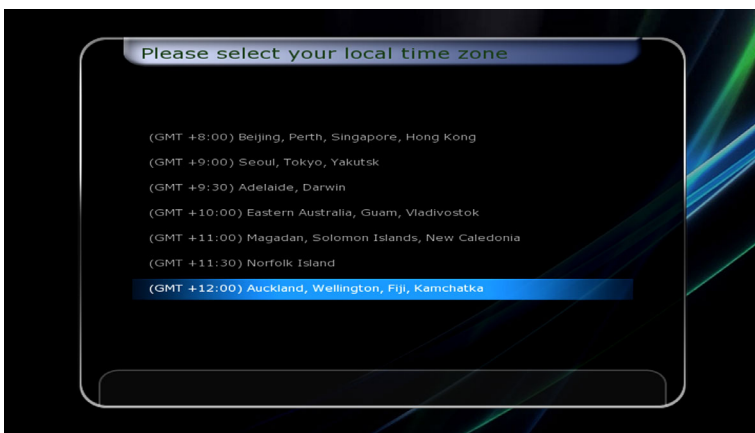 Please select your local time zone
(GMT +8:00) Beijing, Perth, Singapore, Hong Kong
(GMT +9:00) Seoul, Tokyo, Yakutsk
(GMT +9:30) Adelaide, Darwin
(GMT +10:00) Eastern Australia, Guam, Vladivostok
(GMT +11:00) Magadan, Solomon Islands, New Caledonia
(GMT +11:30) Norfolk Island
(GMT +12:00) Auckland, Wellington, Fiji, Kamchatka